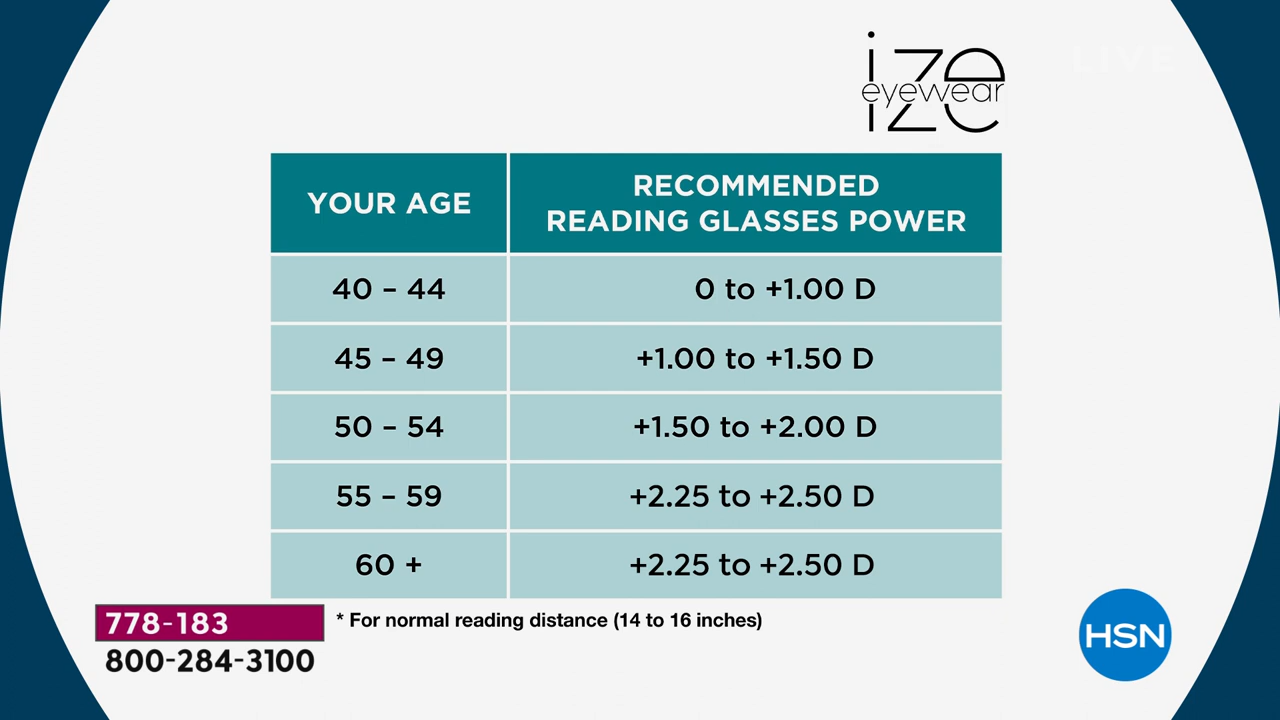 LIVE
ize
eyewear
YOUR AGE
RECOMMENDED
READING GLASSES POWER
40 – 44
0 to +1.00 D
45 – 49
+1.00 to +1.50 D
50 – 54
+1.50 to +2.00 D
55 – 59
+2.25 to +2.50 D
60 +
+2.25 to +2.50 D
778-183
* For normal reading distance (14 to 16 inches)
800-284-3100
HSN